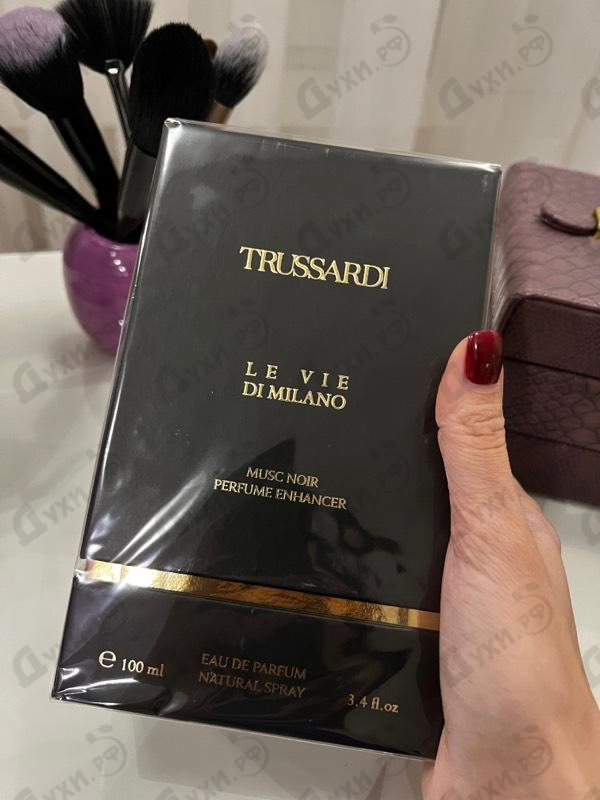 TRUSSARDI
LE VIE
DI MILANO
MUSC NOIR
PERFUME ENHANCER
e 100 ml
EAU DE PARFUM
NATURAL SPRAY
3.4 fl.oz
Духи.РФ